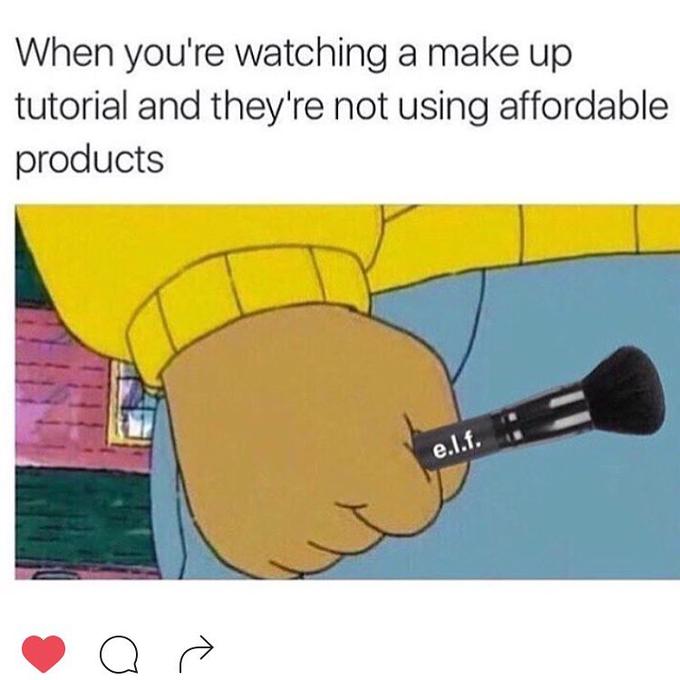 When you're watching a make up
tutorial and they're not using affordable
products
e.l.f.